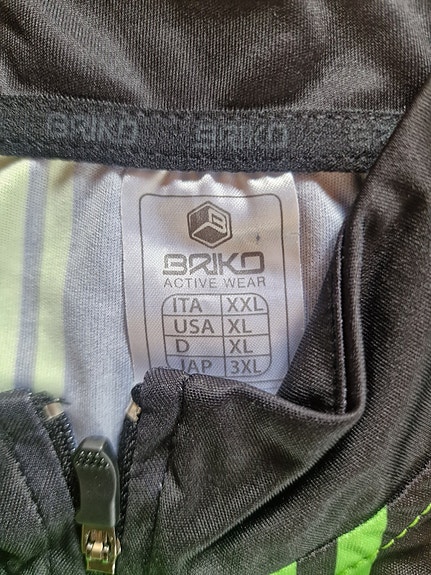 BRIKO BRIKO
BRIKO
ACTIVE WEAR
ITA XXL
USA XL
D XL
JAP 3XL